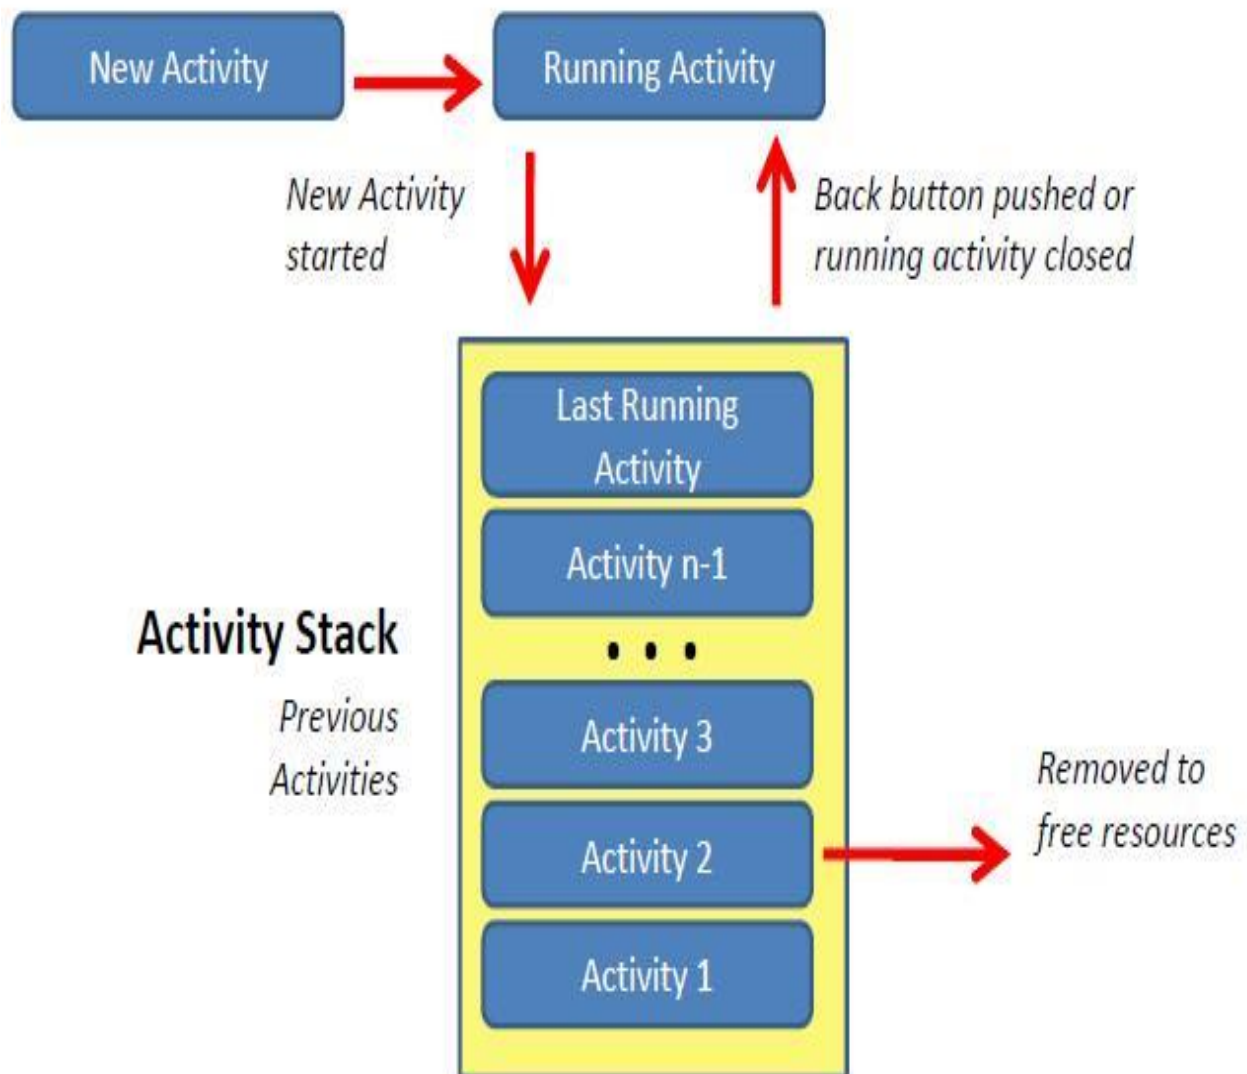 New Activity
Running Activity
New Activity
started
Back button pushed or
running activity closed
Last Running
Activity
Activity n-1
. . .
Activity Stack
Previous
Activities
Activity 3
Activity 2
Activity 1
Removed to
free resources